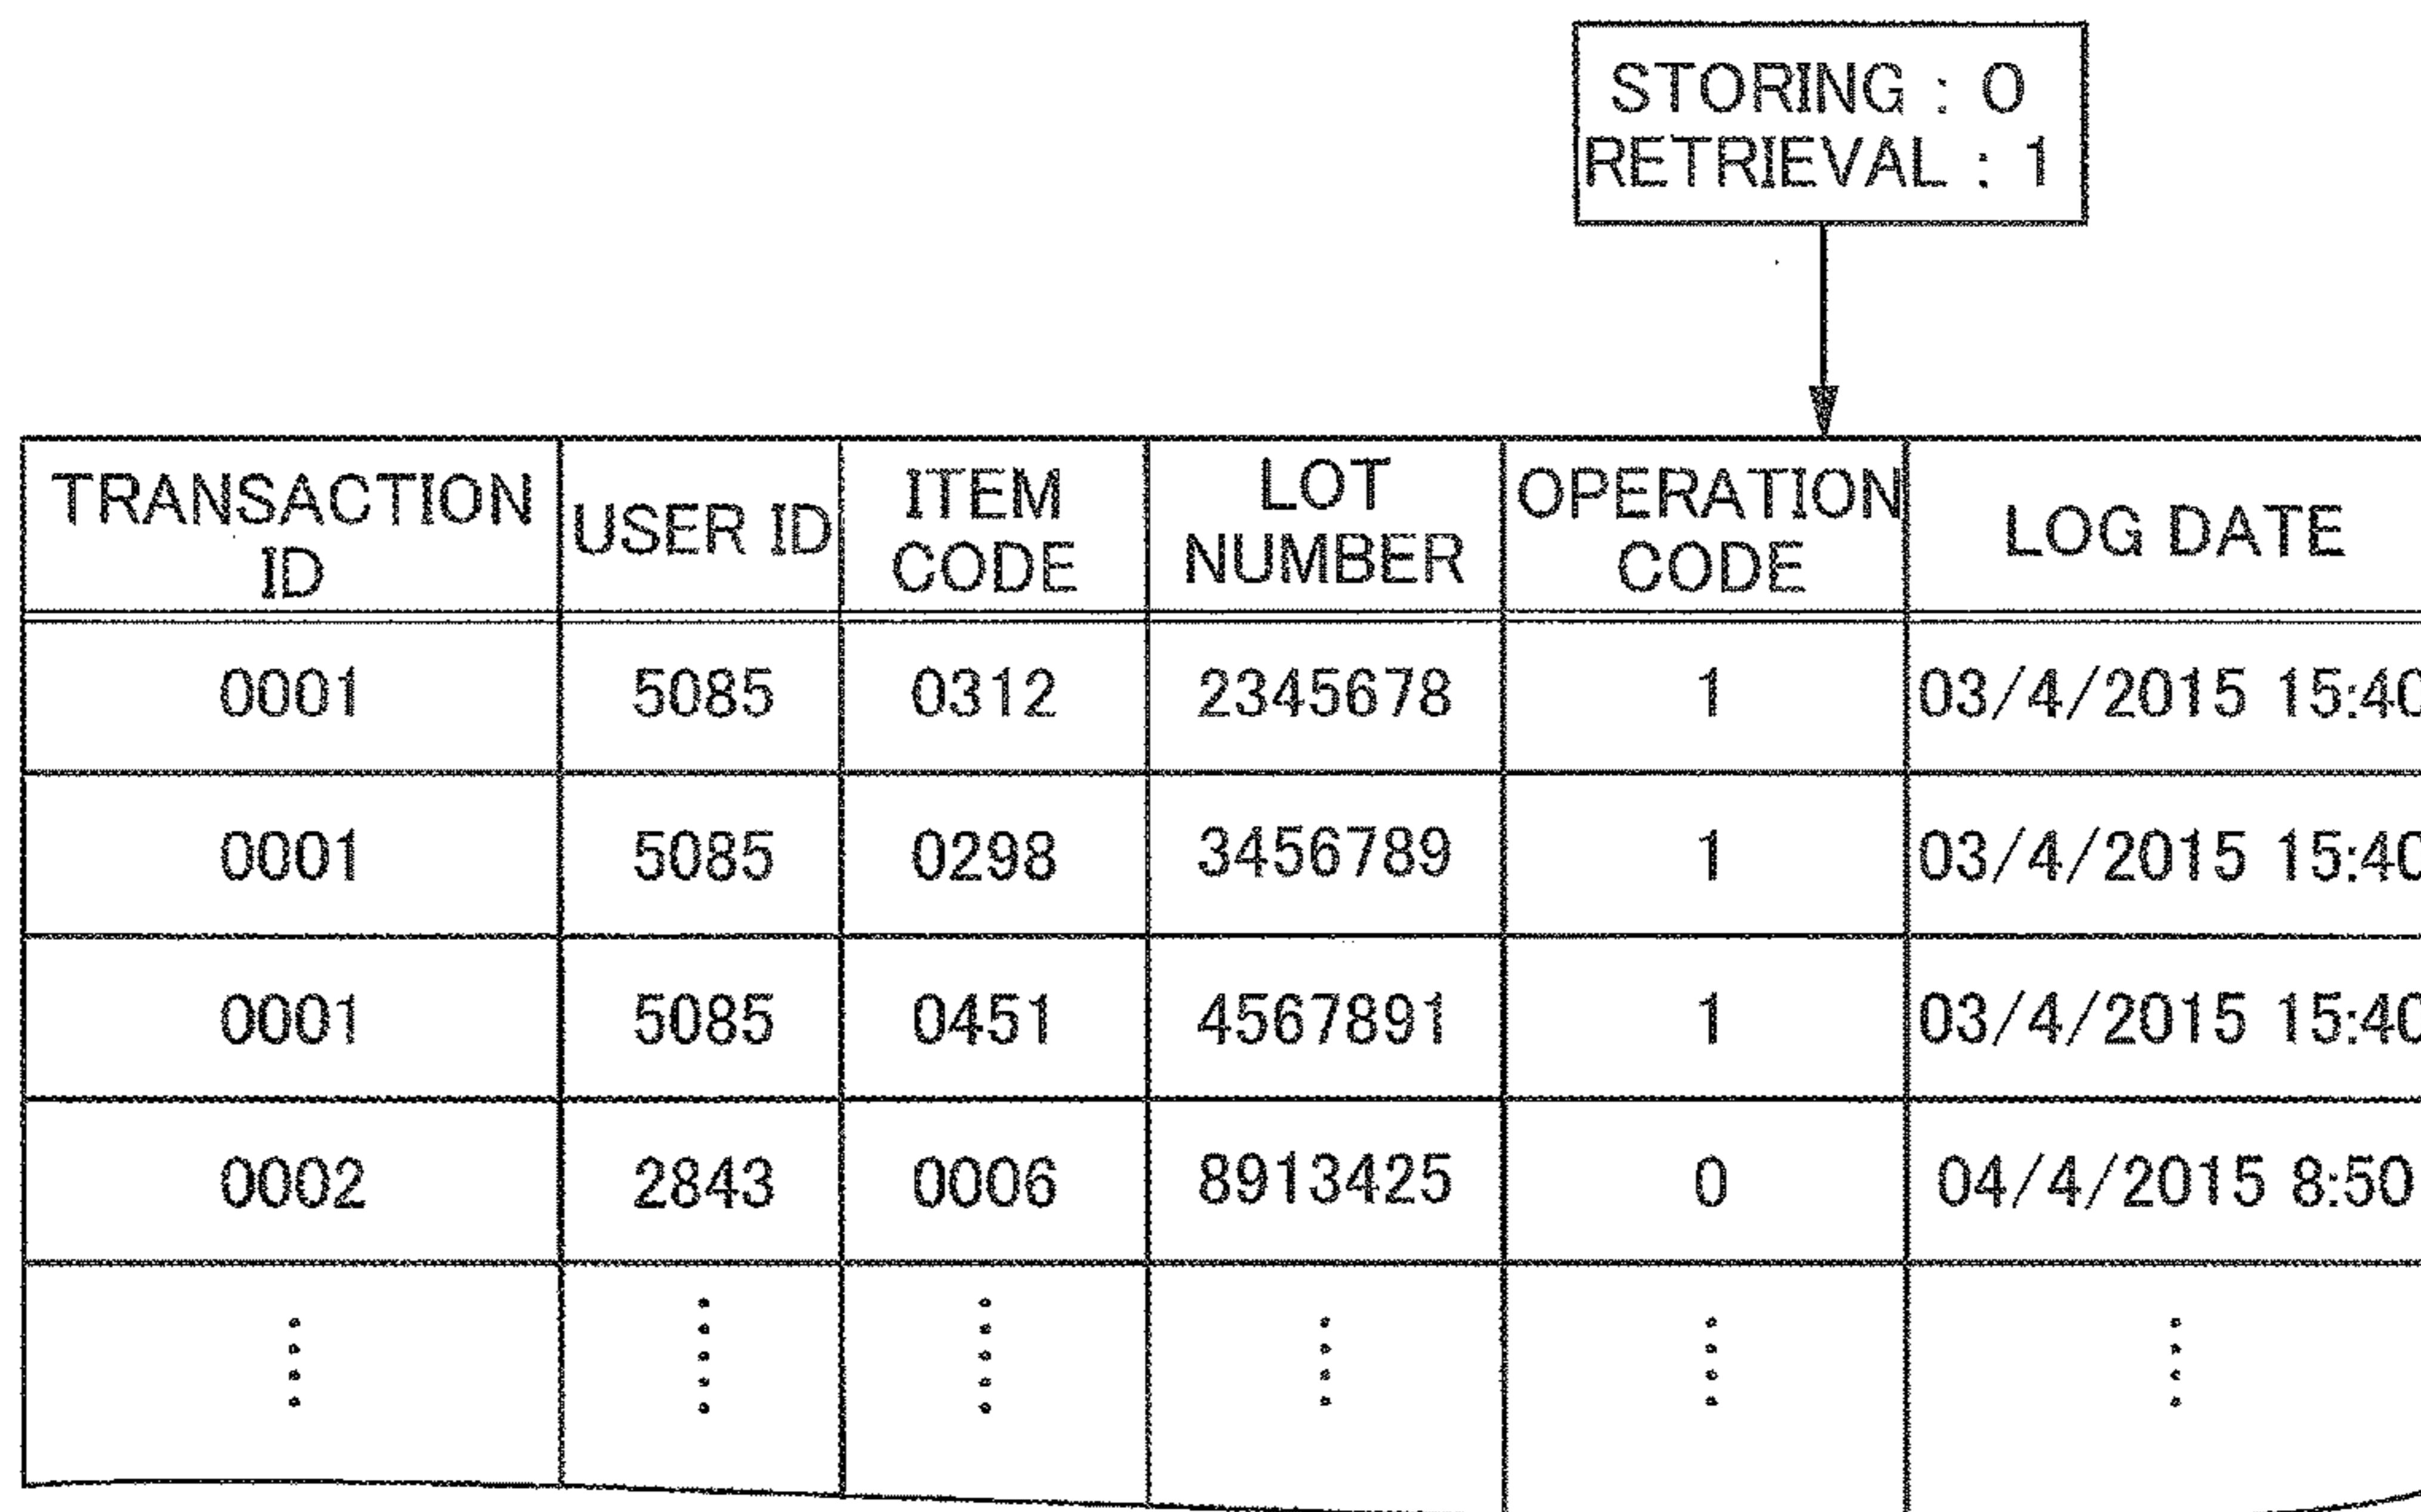 STORING : 0
RETRIEVAL : 1
TRANSACTION ID USER ID ITEM CODE LOT NUMBER OPERATION CODE LOG DATE
0001 5085 0312 2345678 1 03/4/2015 15:40
0001 5085 0298 3456789 1 03/4/2015 15:40
0001 5085 0451 4567891 1 03/4/2015 15:40
0002 2843 0006 8913425 0 04/4/2015 8:50